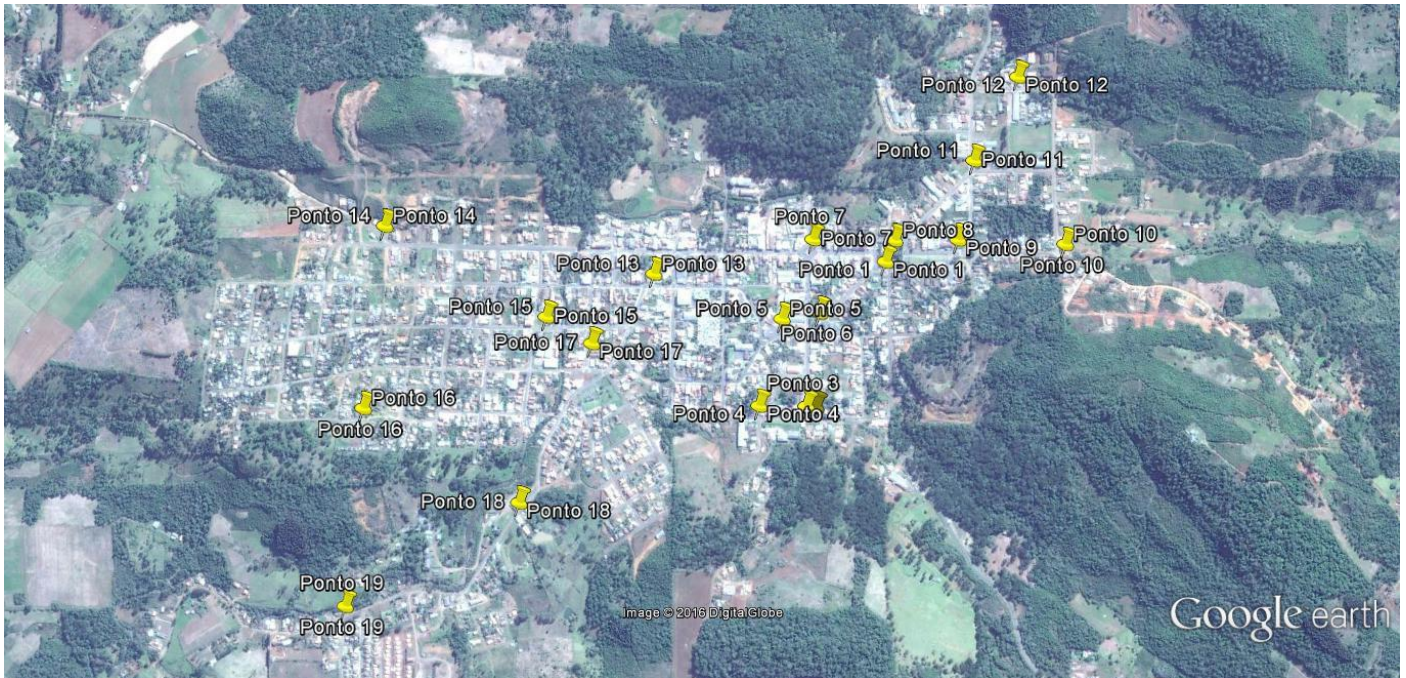 Ponto 12 Ponto 12
Ponto 11 Ponto 11
Ponto 7
Ponto 14 Ponto 14
Ponto 8
Ponto 7
Ponto 10
Ponto 9
Ponto 13 Ponto 13
Ponto 1 Ponto 1
Ponto 10
Ponto 15 Ponto 15
Ponto 5 Ponto 5
Ponto 6
Ponto 17 Ponto 17
Ponto 3
Ponto 16
Ponto 4 Ponto 4
Ponto 16
Ponto 18 Ponto 18
Ponto 19
Image © 2016 DigitalGlobe
Google earth
Ponto 19